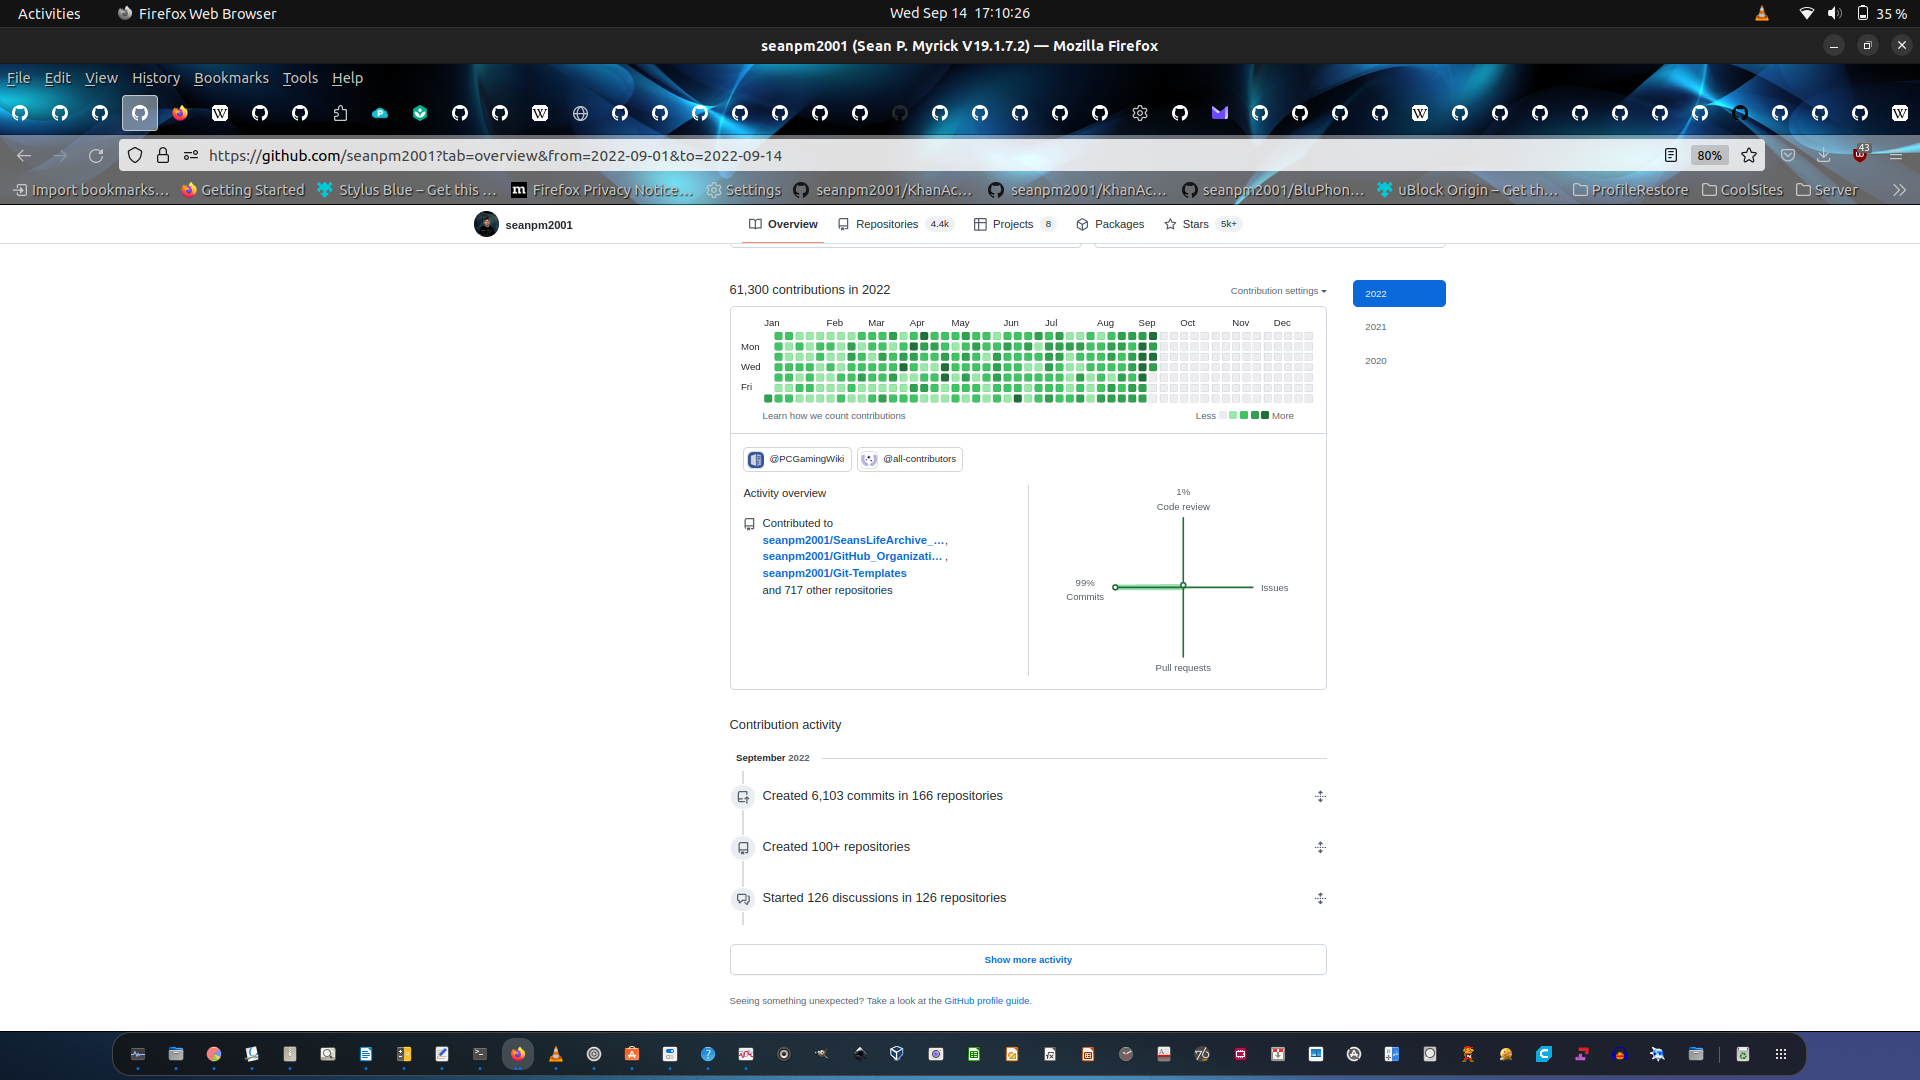 Activities
Firefox Web Browser
Wed Sep 14 17:10:26
35 %
seanpm2001 (Sean P. Myrick V19.1.7.2) — Mozilla Firefox
File Edit View History Bookmarks Tools Help
https://github.com/seanpm2001?tab=overview&from=2022-09-01&to=2022-09-14
80%
43
Import bookmarks… Getting Started Stylus Blue – Get this … Firefox Privacy Notice… Settings seanpm2001/KhanAc… seanpm2001/KhanAc… seanpm2001/BluPhon… uBlock Origin – Get th… ProfileRestore CoolSites Server
seanpm2001
Overview Repositories 4.4k Projects 8 Packages Stars 5k+
61,300 contributions in 2022
Contribution settings
2022
2021
2020
Jan Feb Mar Apr May Jun Jul Aug Sep Oct Nov Dec
Mon
Wed
Fri
Learn how we count contributions
Less More
@PCGamingWiki @all-contributors
Activity overview
Contributed to
seanpm2001/SeansLifeArchive_…,
seanpm2001/GitHub_Organizati… ,
seanpm2001/Git-Templates
and 717 other repositories
1%
Code review
99%
Commits
Issues
Pull requests
Contribution activity
September 2022
Created 6,103 commits in 166 repositories
Created 100+ repositories
Started 126 discussions in 126 repositories
Show more activity
Seeing something unexpected? Take a look at the GitHub profile guide.